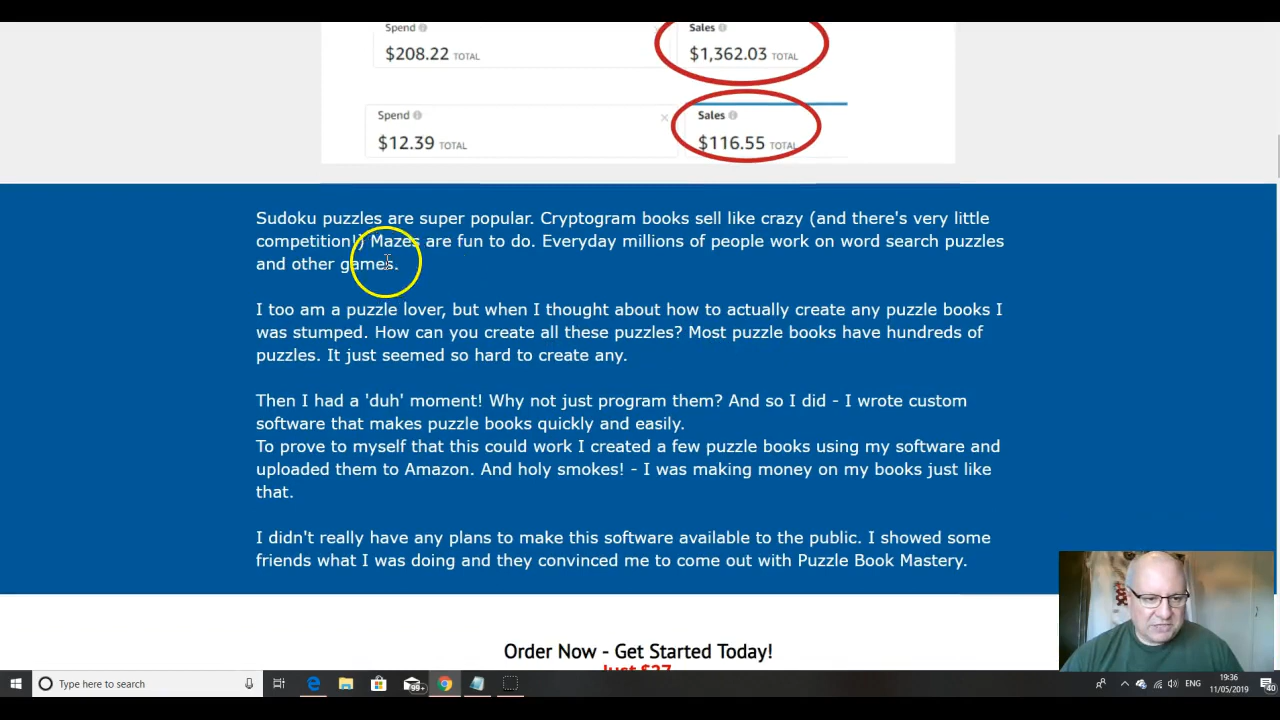 Spend Sales
$208.22 TOTAL $1,362.03 TOTAL
Spend Sales
$12.39 TOTAL $116.55 TOTAL
Sudoku puzzles are super popular. Cryptogram books sell like crazy (and there's very little
competition!) Mazes are fun to do. Everyday millions of people work on word search puzzles
and other games.
I too am a puzzle lover, but when I thought about how to actually create any puzzle books I
was stumped. How can you create all these puzzles? Most puzzle books have hundreds of
puzzles. It just seemed so hard to create any.
Then I had a 'duh' moment! Why not just program them? And so I did - I wrote custom
software that makes puzzle books quickly and easily.
To prove to myself that this could work I created a few puzzle books using my software and
uploaded them to Amazon. And holy smokes! - I was making money on my books just like
that.
I didn't really have any plans to make this software available to the public. I showed some
friends what I was doing and they convinced me to come out with Puzzle Book Mastery.
Order Now - Get Started Today!
Just $27
Type here to search
99+
ENG
19:36
11/05/2019
40